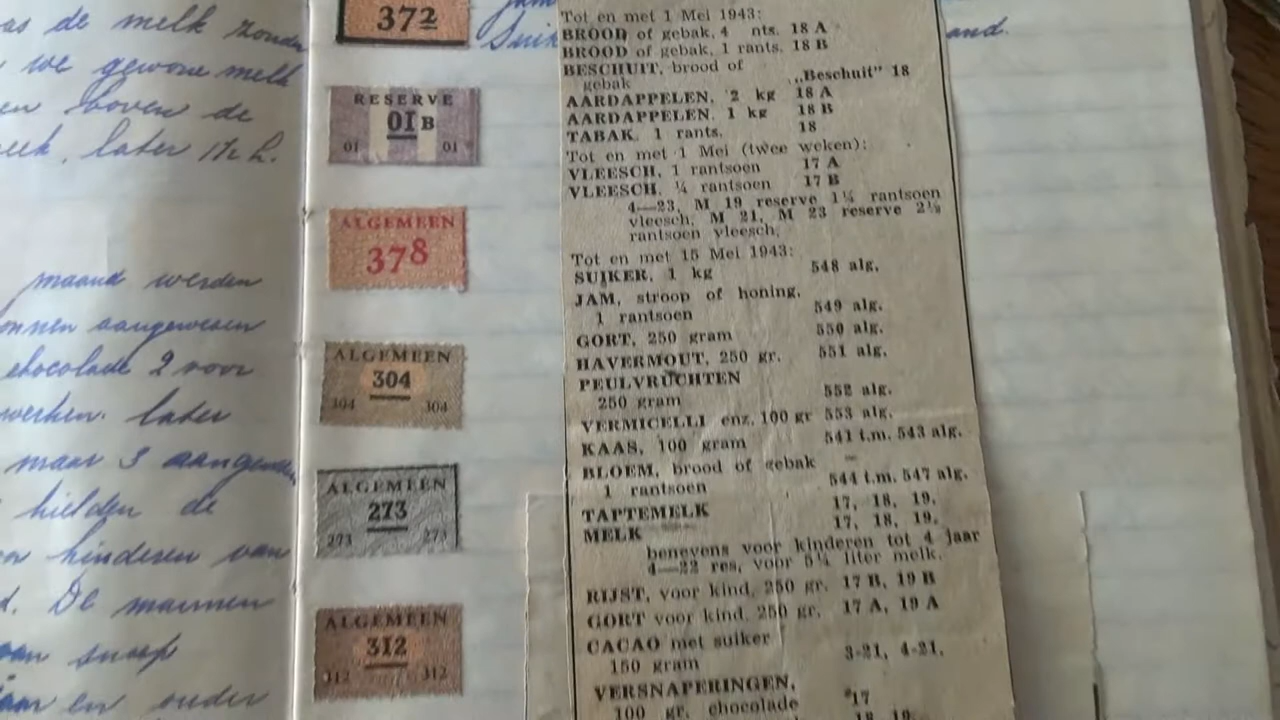 as de melk zonder
we gewone melk
en boven de
later
maand werden
onnen aangewesen
chocolade 2 voor
werken. later
maar 3 aangewesen
hielden de
kinderen van
De mannen
snoep
en ouder
372
RESERVE
01 B
01 01
ALGEMEEN
378
ALGEMEEN
304
304 304
ALGEMEEN
273
273 273
ALGEMEEN
312
312 312
Tot en met 1 Mei 1943:
BROOD of gebak, 4 nts. 18 A
BROOD of gebak, 1 rants. 18 B
BESCHUIT, brood of
gebak „Beschuit” 18
AARDAPPELEN, 2 kg 18 A
AARDAPPELEN, 1 kg 18 B
TABAK, 1 rants. 18
Tot en met 1 Mei (twee weken):
VLEESCH, 1 rantsoen 17 A
VLEESCH, ¼ rantsoen 17 B
4—23, M 19 reserve 1¼ rantsoen
vleesch, M 21, M 23 reserve 2½
rantsoen vleesch.
Tot en met 15 Mei 1943:
SUIKER, 1 kg 548 alg.
JAM, stroop of honing,
1 rantsoen 549 alg.
GORT, 250 gram 550 alg.
HAVERMOUT, 250 gr. 551 alg.
PEULVRUCHTEN
250 gram 552 alg.
VERMICELLI enz. 100 gr 553 alg.
KAAS, 100 gram 541 t.m. 543 alg.
BLOEM, brood of gebak
1 rantsoen 544 t.m. 547 alg.
TAPTEMELK 17, 18, 19.
MELK 17, 18, 19.
benevens voor kinderen tot 4 jaar
4—22 res, voor 5¼ liter melk.
RIJST, voor kind, 250 gr. 17 B, 19 B
GORT voor kind, 250 gr. 17 A, 19 A
CACAO met suiker
150 gram 3-21, 4-21.
VERSNAPERINGEN,
100 gr. chocolade 17
18, 19.